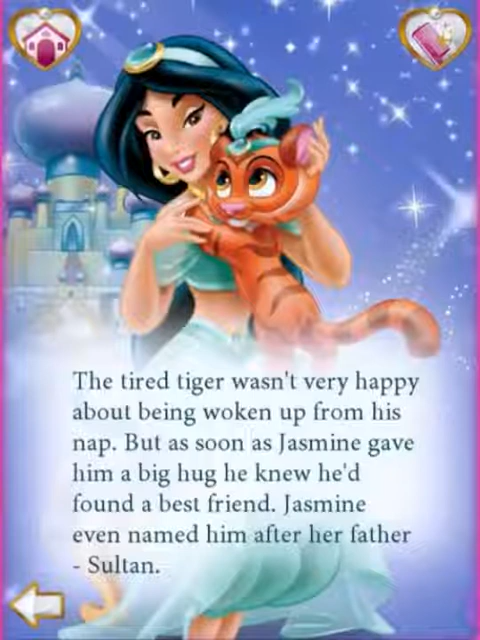 The tired tiger wasn't very happy
about being woken up from his
nap. But as soon as Jasmine gave
him a big hug he knew he'd
found a best friend. Jasmine
even named him after her father
- Sultan.